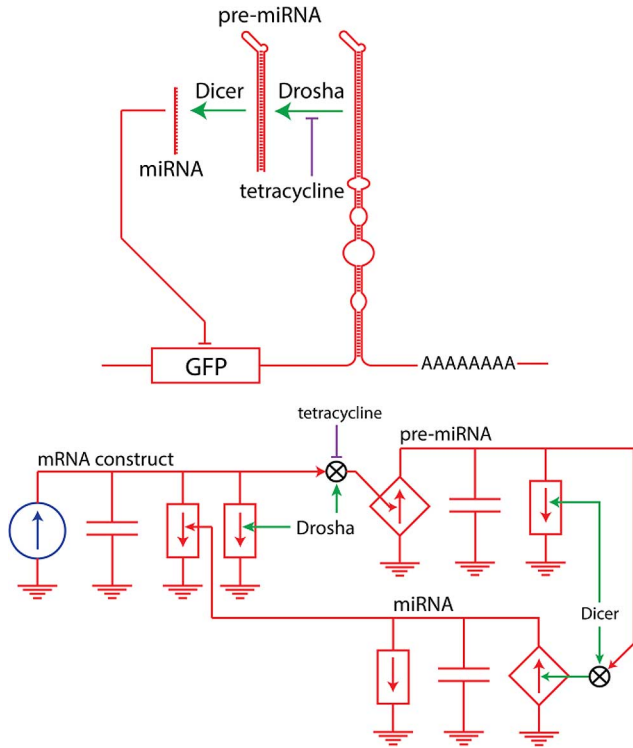 pre-miRNA
Dicer
Drosha
miRNA
tetracycline
GFP
AAAAAAAA
tetracycline
mRNA construct
pre-miRNA
Drosha
miRNA
Dicer